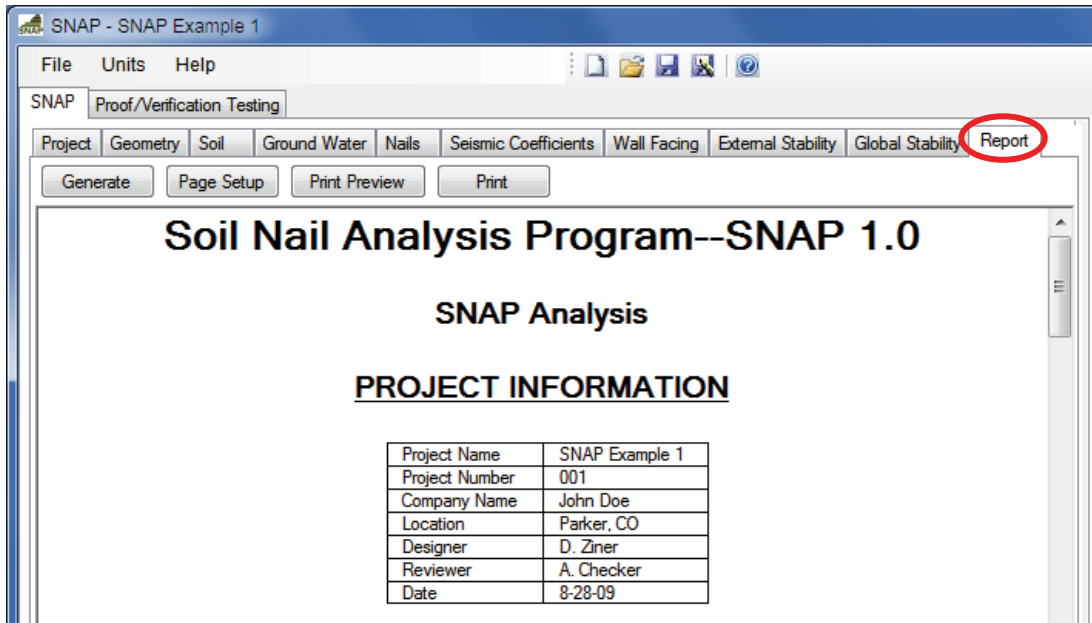 SNAP - SNAP Example 1
File Units Help
SNAP Proof/Verification Testing
Project Geometry Soil Ground Water Nails Seismic Coefficients Wall Facing External Stability Global Stability Report
Generate Page Setup Print Preview Print
Soil Nail Analysis Program--SNAP 1.0
SNAP Analysis
PROJECT INFORMATION
Project Name SNAP Example 1
Project Number 001
Company Name John Doe
Location Parker, CO
Designer D. Ziner
Reviewer A. Checker
Date 8-28-09